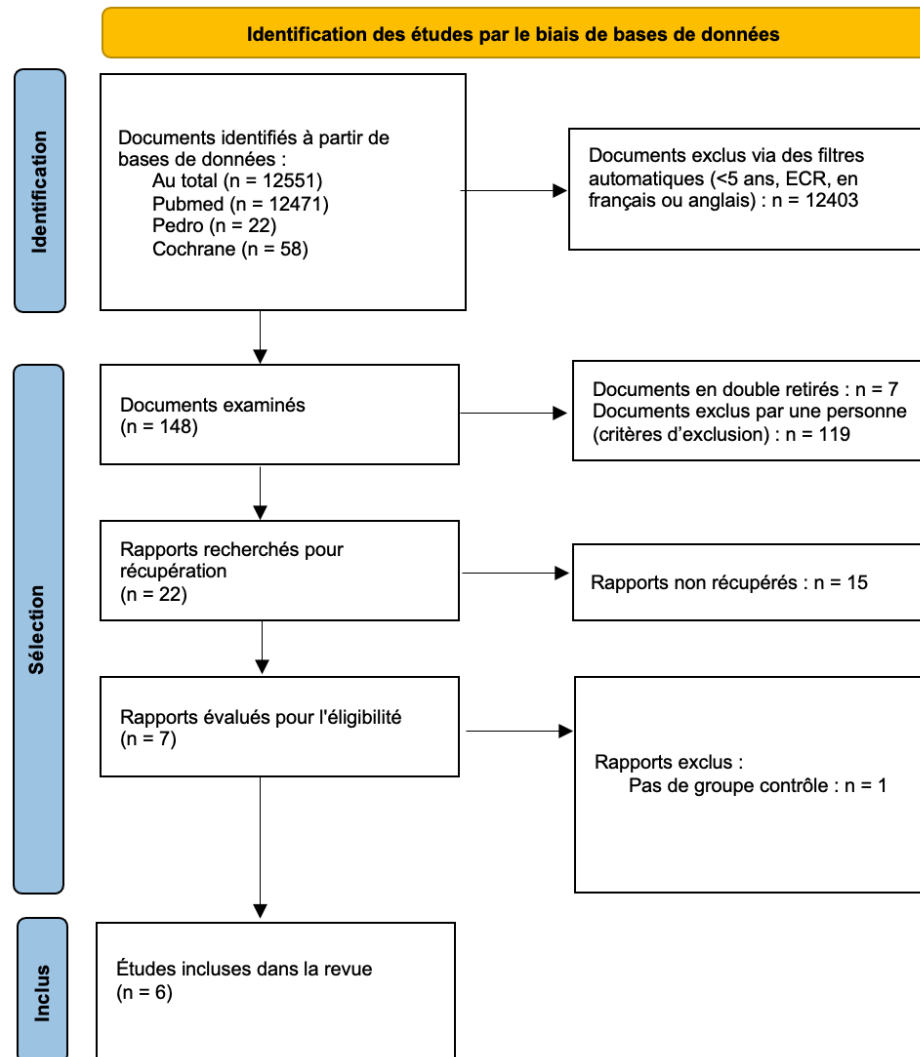 Identification des études par le biais de bases de données
Identification
Documents identifiés à partir de
bases de données :
Au total (n = 12551)
Pubmed (n = 12471)
Pedro (n = 22)
Cochrane (n = 58)
Documents exclus via des filtres
automatiques (<5 ans, ECR, en
français ou anglais) : n = 12403
Sélection
Documents examinés
(n = 148)
Documents en double retirés : n = 7
Documents exclus par une personne
(critères d’exclusion) : n = 119
Rapports recherchés pour
récupération
(n = 22)
Rapports non récupérés : n = 15
Rapports évalués pour l'éligibilité
(n = 7)
Rapports exclus :
Pas de groupe contrôle : n = 1
Inclus
Études incluses dans la revue
(n = 6)